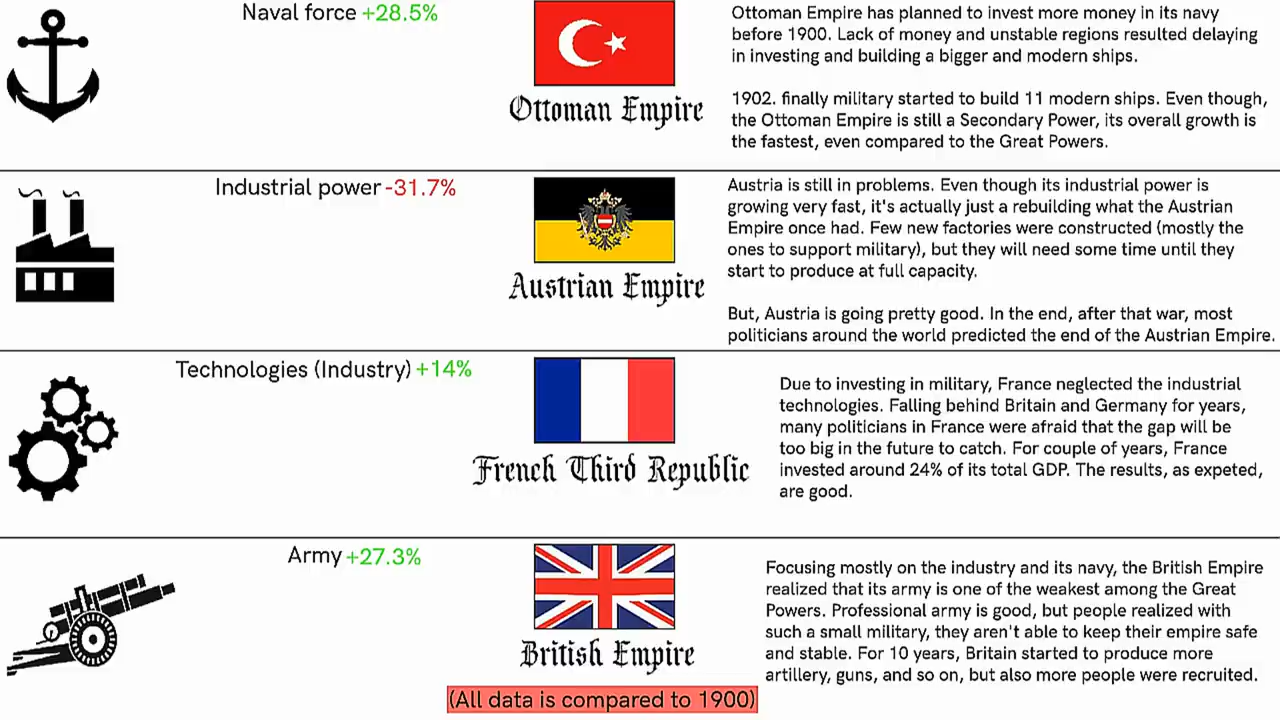 Naval force +28.5%
Ottoman Empire
Ottoman Empire has planned to invest more money in its navy
before 1900. Lack of money and unstable regions resulted delaying
in investing and building a bigger and modern ships.
1902. finally military started to build 11 modern ships. Even though,
the Ottoman Empire is still a Secondary Power, its overall growth is
the fastest, even compared to the Great Powers.
Industrial power -31.7%
Austrian Empire
Austria is still in problems. Even though its industrial power is
growing very fast, it's actually just a rebuilding what the Austrian
Empire once had. Few new factories were constructed (mostly the
ones to support military), but they will need some time until they
start to produce at full capacity.
But, Austria is going pretty good. In the end, after that war, most
politicians around the world predicted the end of the Austrian Empire.
Technologies (Industry) +14%
French Third Republic
Due to investing in military, France neglected the industrial
technologies. Falling behind Britain and Germany for years,
many politicians in France were afraid that the gap will be
too big in the future to catch. For couple of years, France
invested around 24% of its total GDP. The results, as expeted,
are good.
Army +27.3%
British Empire
(All data is compared to 1900)
Focusing mostly on the industry and its navy, the British Empire
realized that its army is one of the weakest among the Great
Powers. Professional army is good, but people realized with
such a small military, they aren't able to keep their empire safe
and stable. For 10 years, Britain started to produce more
artillery, guns, and so on, but also more people were recruited.